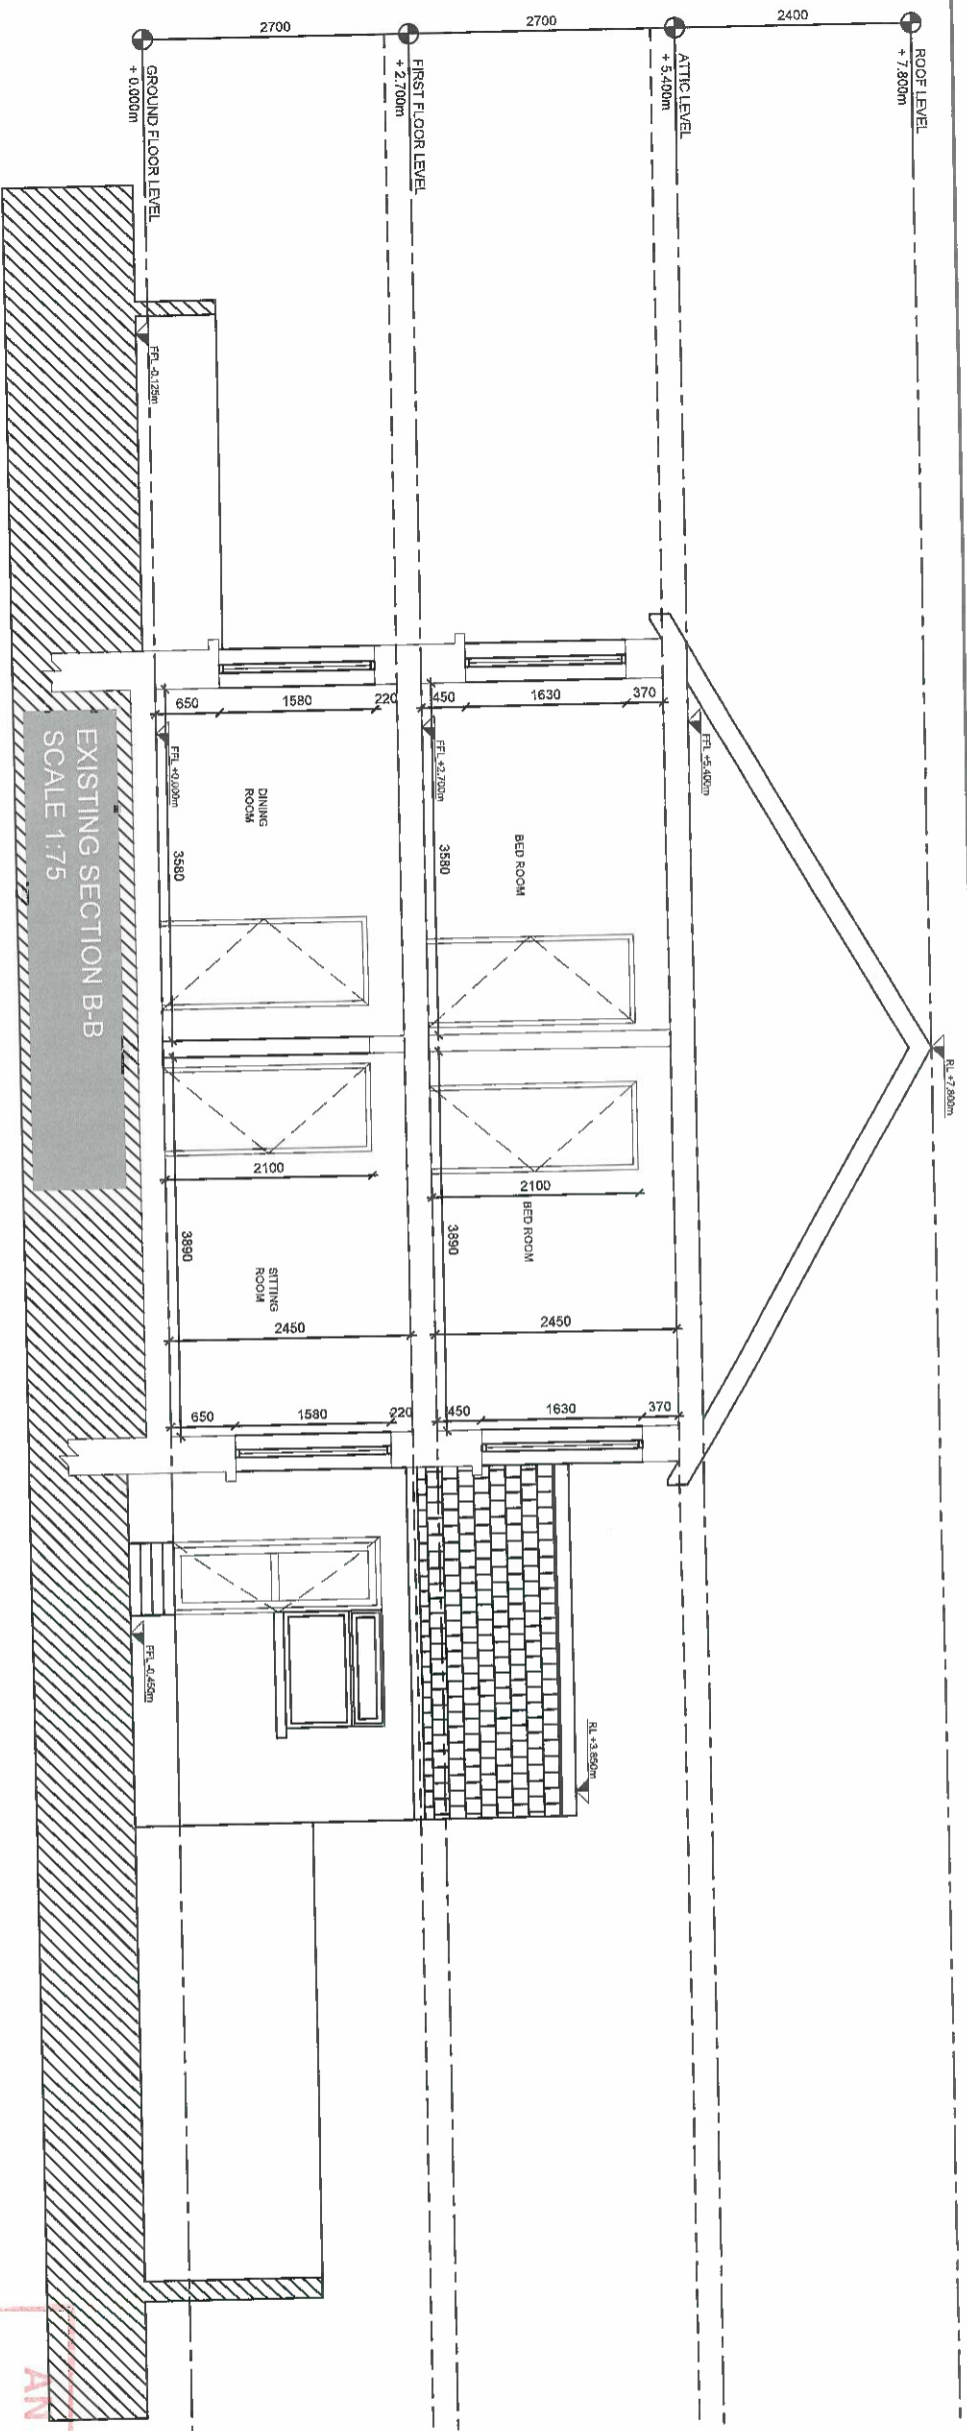 ROOF LEVEL
+ 7.800m
2400
ATTIC LEVEL
+ 5.400m
2700
FIRST FLOOR LEVEL
+ 2.700m
2700
GROUND FLOOR LEVEL
+ 0.000m
RL +7.800m
FFL +5.400m
370
1630
450
BED ROOM
FFL +2.700m
3580
2100
BED ROOM
3890
2450
370
1630
450
RL +3.850m
220
1580
650
DINING
ROOM
FFL +0.000m
3580
2100
SITTING
ROOM
3890
2450
220
1580
650
FFL -0.125m
FFL -0.450m
EXISTING SECTION B-B
SCALE 1:75
AN